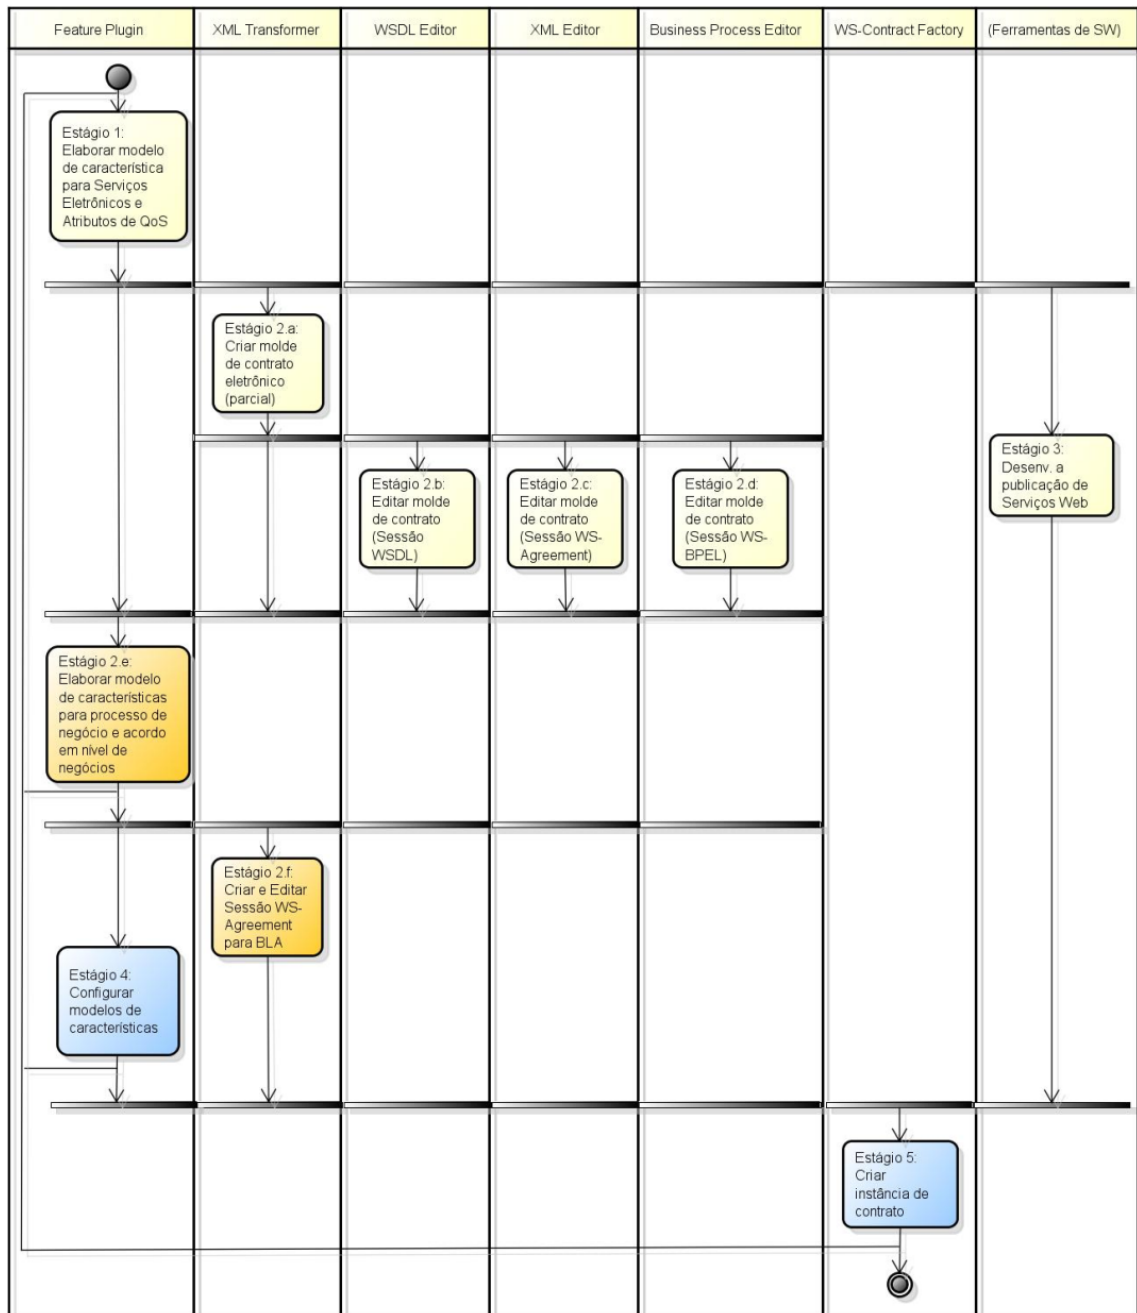 Feature Plugin
XML Transformer
WSDL Editor
XML Editor
Business Process Editor
WS-Contract Factory
(Ferramentas de SW)
Estágio 1:
Elaborar modelo
de característica
para Serviços
Eletrônicos e
Atributos de QoS
Estágio 2.a:
Criar molde
de contrato
eletrônico
(parcial)
Estágio 2.b:
Editar molde
de contrato
(Sessão
WSDL)
Estágio 2.c:
Editar molde
de contrato
(Sessão WS-
Agreement)
Estágio 2.d:
Editar molde
de contrato
(Sessão WS-
BPEL)
Estágio 3:
Desenv. a
publicação de
Serviços Web
Estágio 2.e:
Elaborar modelo
de características
para processo de
negócio e acordo
em nível de
negócios
Estágio 2.f:
Criar e Editar
Sessão WS-
Agreement
para BLA
Estágio 4:
Configurar
modelos de
características
Estágio 5:
Criar
instância de
contrato